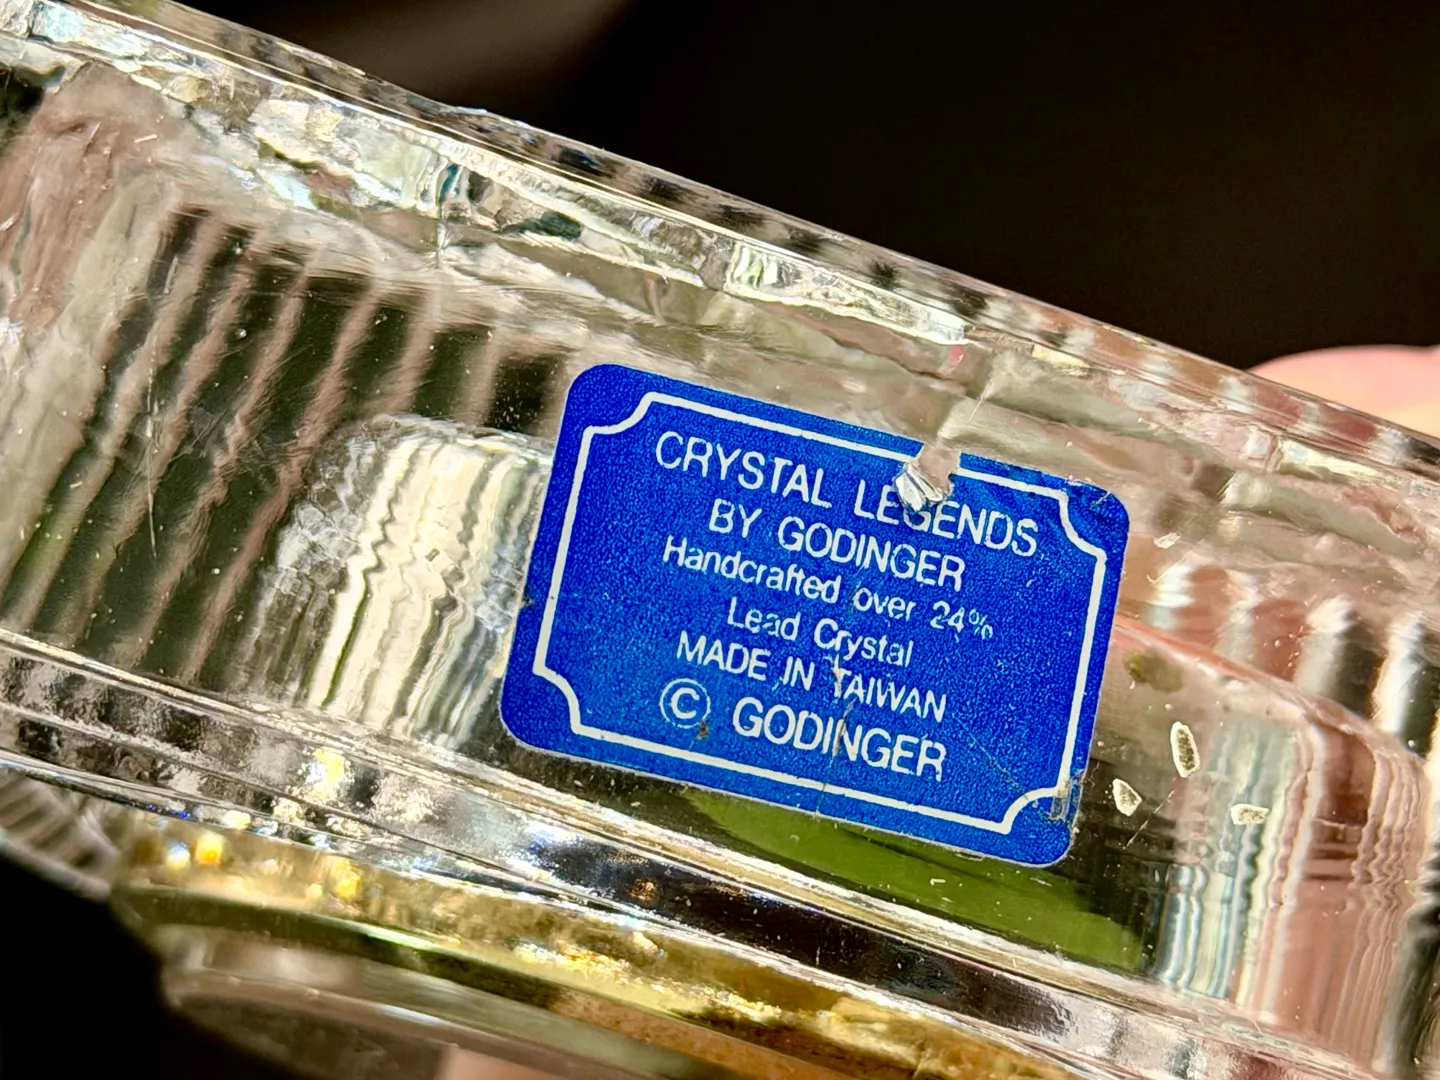 CRYSTAL LEGENDS
BY GODINGER
Handcrafted over 24%
Lead Crystal
MADE IN TAIWAN
© GODINGER